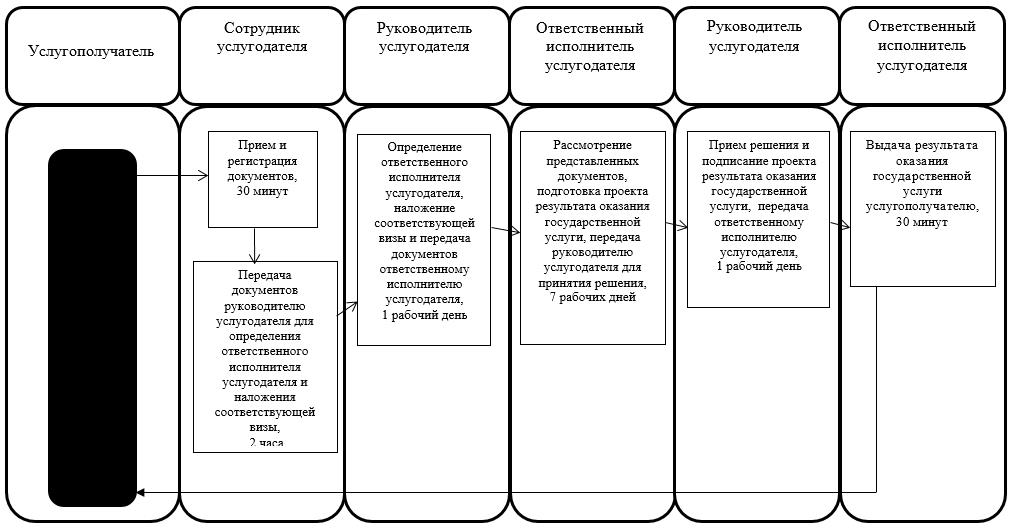 Услугополучатель
Сотрудник
услугодателя
Руководитель
услугодателя
Ответственный
исполнитель
услугодателя
Руководитель
услугодателя
Ответственный
исполнитель
услугодателя
Прием и
регистрация
документов,
30 минут
Передача
документов
руководителю
услугодателя для
определения
ответственного
исполнителя
услугодателя и
наложения
соответствующей
визы,
2 часа
Определение
ответственного
исполнителя
услугодателя,
наложение
соответствующей
визы и передача
документов
ответственному
исполнителю
услугодателя,
1 рабочий день
Рассмотрение
представленных
документов,
подготовка проекта
результата оказания
государственной
услуги, передача
руководителю
услугодателя для
принятия решения,
7 рабочих дней
Прием решения и
подписание проекта
результата оказания
государственной
услуги, передача
ответственному
исполнителю
услугодателя,
1 рабочий день
Выдача результата
оказания
государственной
услуги
услугополучателю,
30 минут